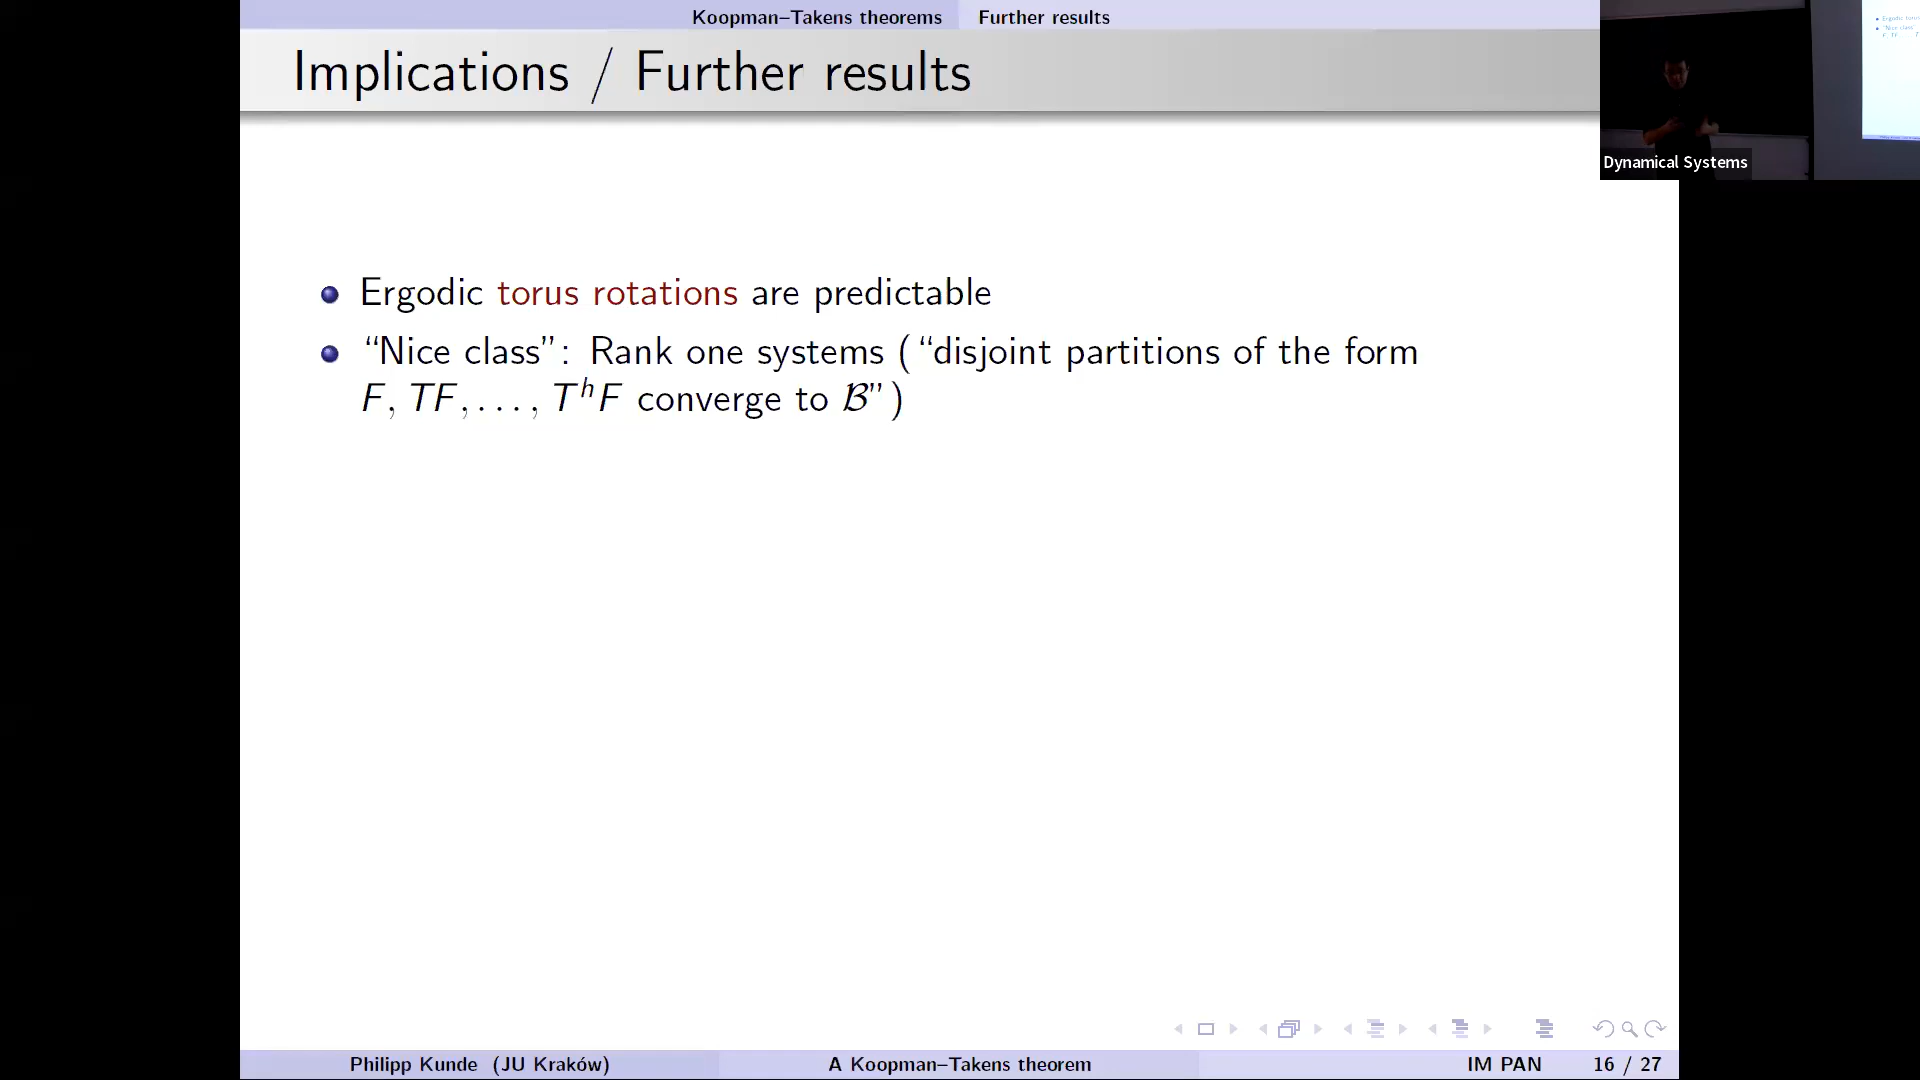 Koopman–Takens theorems Further results
Implications / Further results
Dynamical Systems
Ergodic torus rotations are predictable
“Nice class”: Rank one systems (“disjoint partitions of the form
F, TF, . . . , TʰF converge to ℬ”)
Philipp Kunde (JU Kraków) A Koopman–Takens theorem IM PAN 16 / 27